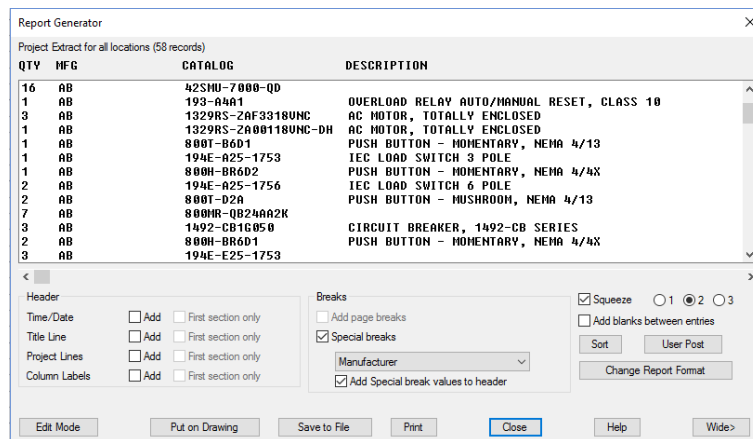 Report Generator
Project Extract for all locations (58 records)
QTY MFG CATALOG DESCRIPTION
16 AB 42SMU-7000-QD
1 AB 193-A4A1 OVERLOAD RELAY AUTO/MANUAL RESET, CLASS 10
3 AB 1329RS-ZAF3318VNC AC MOTOR, TOTALLY ENCLOSED
1 AB 1329RS-ZA00118VNC-DH AC MOTOR, TOTALLY ENCLOSED
1 AB 800T-B6D1 PUSH BUTTON - MOMENTARY, NEMA 4/13
1 AB 194E-A25-1753 IEC LOAD SWITCH 3 POLE
1 AB 800H-BR6D2 PUSH BUTTON - MOMENTARY, NEMA 4/4X
2 AB 194E-A25-1756 IEC LOAD SWITCH 6 POLE
2 AB 800T-D2A PUSH BUTTON - MUSHROOM, NEMA 4/13
7 AB 800MR-QB24AA2K
3 AB 1492-CB1G050 CIRCUIT BREAKER, 1492-CB SERIES
2 AB 800H-BR6D1 PUSH BUTTON - MOMENTARY, NEMA 4/4X
3 AB 194E-E25-1753
Header
Time/Date Add First section only
Title Line Add First section only
Project Lines Add First section only
Column Labels Add First section only
Breaks
Add page breaks
Special breaks
Manufacturer
Add Special break values to header
Squeeze 1 2 3
Add blanks between entries
Sort User Post
Change Report Format
Edit Mode Put on Drawing Save to File Print Close Help Wide>